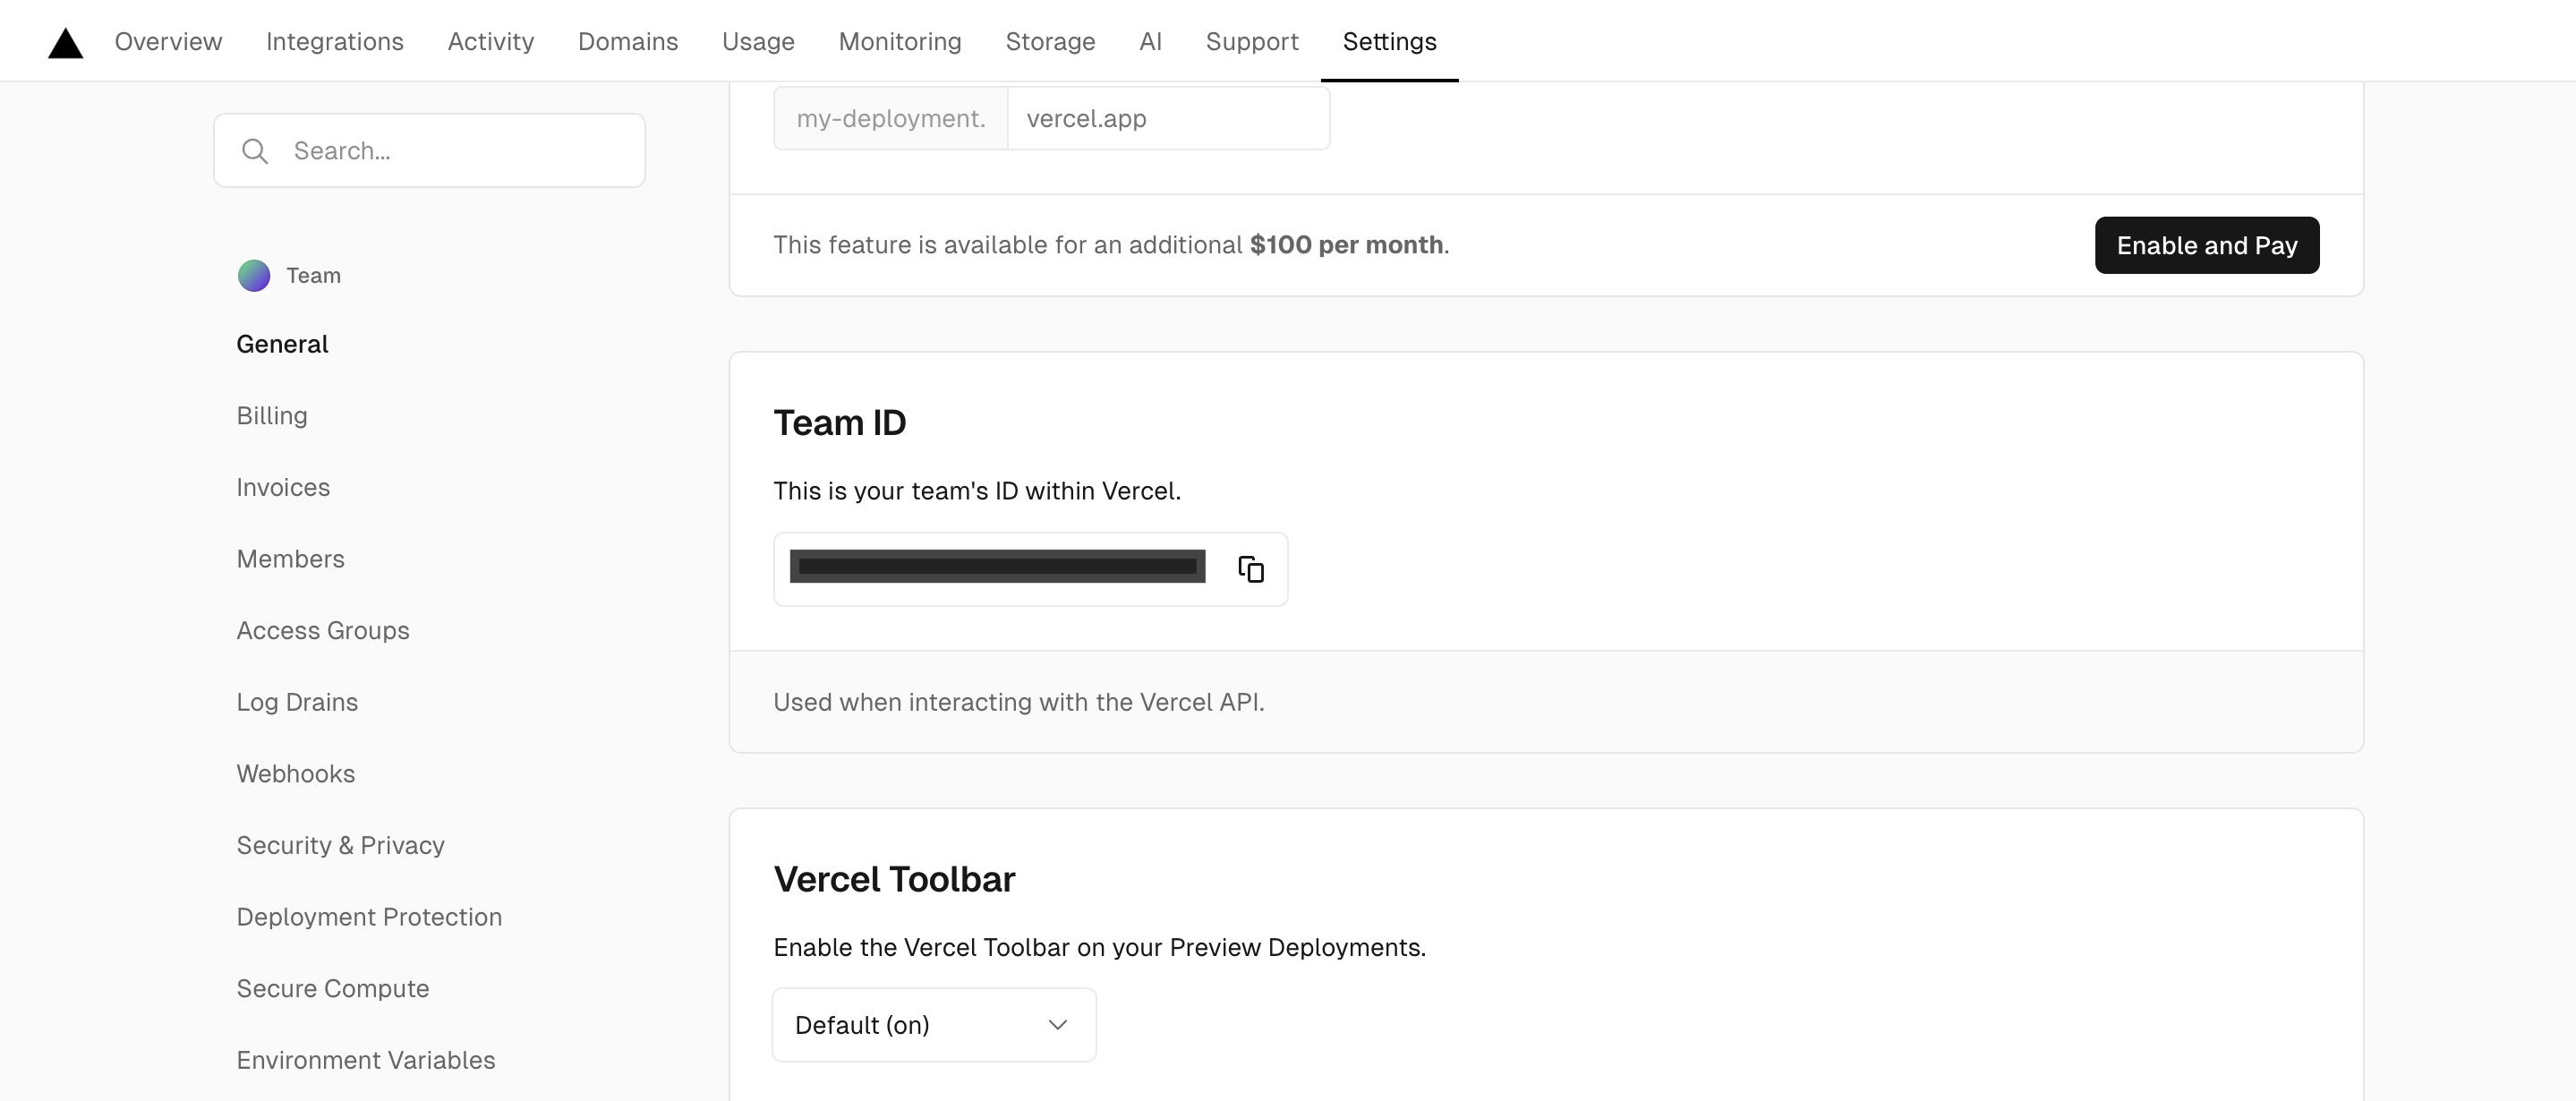 Overview Integrations Activity Domains Usage Monitoring Storage AI Support Settings
Search...
Team
General
Billing
Invoices
Members
Access Groups
Log Drains
Webhooks
Security & Privacy
Deployment Protection
Secure Compute
Environment Variables
my-deployment. vercel.app
This feature is available for an additional $100 per month.
Enable and Pay
Team ID
This is your team's ID within Vercel.
Used when interacting with the Vercel API.
Vercel Toolbar
Enable the Vercel Toolbar on your Preview Deployments.
Default (on)